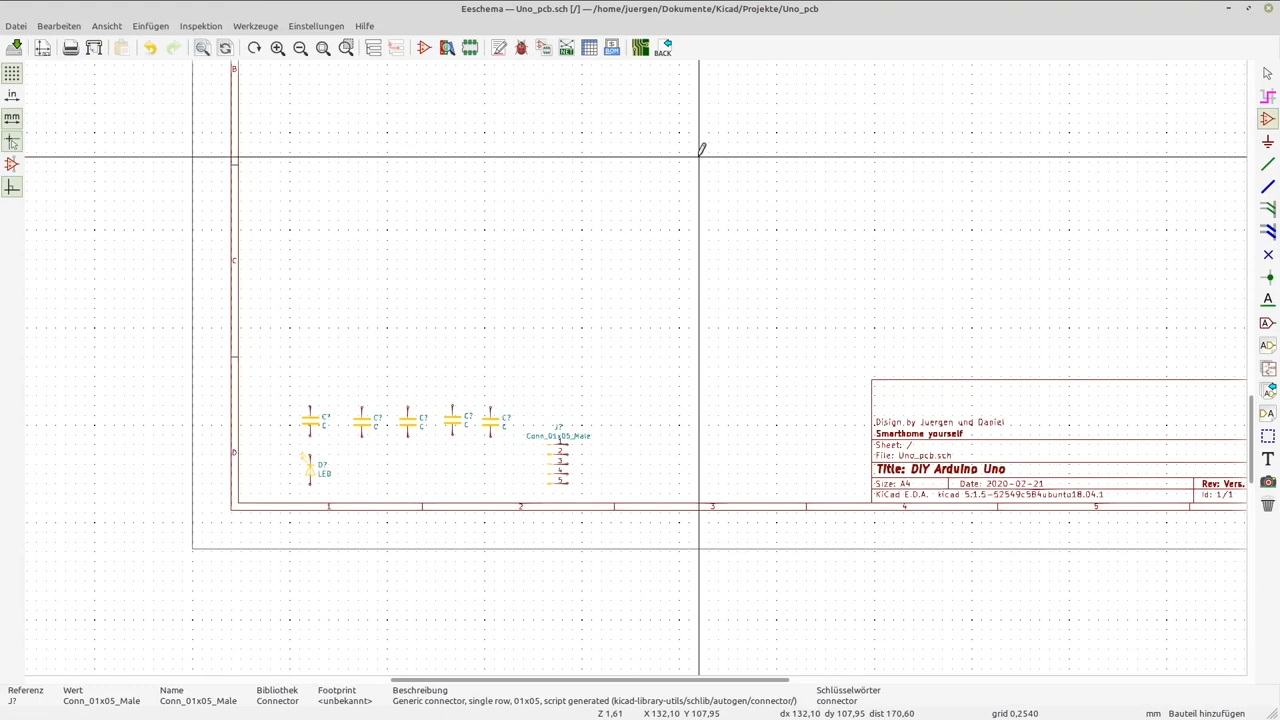 Eeschema — Uno_pcb.sch [/] — /home/juergen/Dokumente/Kicad/Projekte/Uno_pcb
Datei Bearbeiten Ansicht Einfügen Inspektion Werkzeuge Einstellungen Hilfe
BOM
BACK
in
mm
B
C
C? C? C? C? C?
C C C C C
J?
Conn_01x05_Male
1
2
3
4
5
D
D?
LED
Disign by Juergen und Daniel
Smarthome yourself
Sheet: /
File: Uno_pcb.sch
Title: DIY Arduino Uno
Size: A4 Date: 2020-02-21 Rev: Vers.
KiCad E.D.A. kicad 5.1.5-52549c584ubuntu18.04.1 Id: 1/1
1 2 3 4 5
Referenz Wert Name Bibliothek Footprint Beschreibung Schlüsselwörter
J? Conn_01x05_Male Conn_01x05_Male Connector <unbekannt> Generic connector, single row, 01x05, script generated (kicad-library-utils/schlib/autogen/connector/) connector
Z 1,61 X 132,10 Y 107,95 dx 132,10 dy 107,95 dist 170,60 grid 0,2540 mm Bauteil hinzufügen